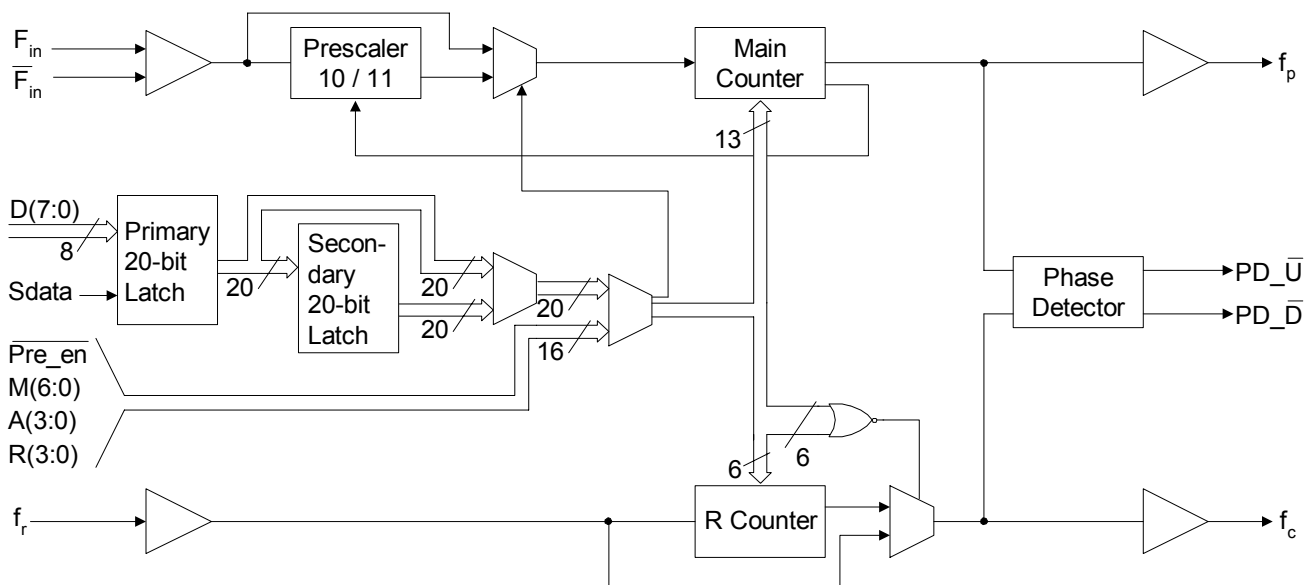 F̅in
Fin
Prescaler
10 / 11
Main
Counter
fp
13
D(7:0)
8
Sdata
Primary
20-bit
Latch
20
Secon-
dary
20-bit
Latch
20
20
20
16
Phase
Detector
PD_U̅
PD_D̅
P̅r̅e̅_̅e̅n̅
M(6:0)
A(3:0)
R(3:0)
6
6
fr
R Counter
fc